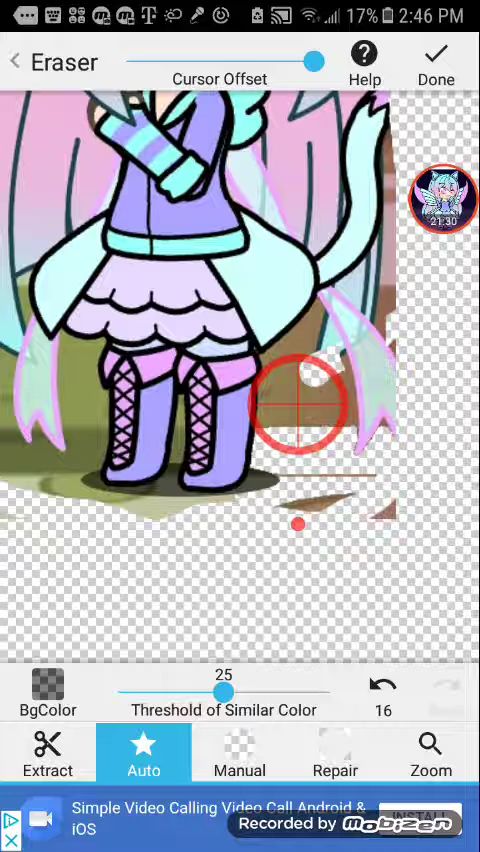 17% 2:46 PM
Eraser
Cursor Offset
Help
Done
21:30
25
BgColor
Threshold of Similar Color
16
Extract
Auto
Manual
Repair
Zoom
Simple Video Calling Video Call Android &
iOS
Recorded by mobizen